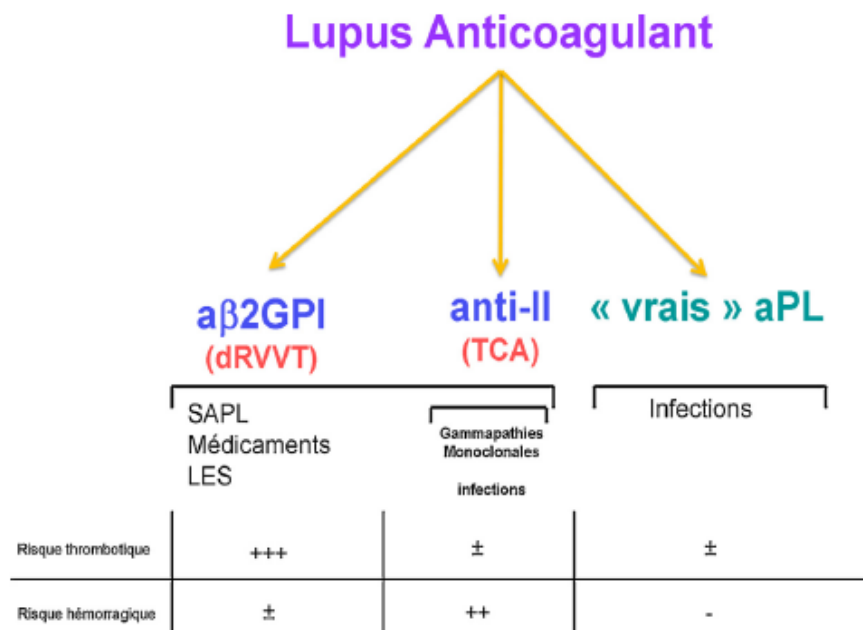 Lupus Anticoagulant
aβ2GPI anti-II « vrais » aPL
(dRVVT) (TCA)
SAPL
Médicaments
LES
Gammapathies
Monoclonales
infections
Infections
Risque thrombotique +++ ± ±
Risque hémorragique ± ++ -